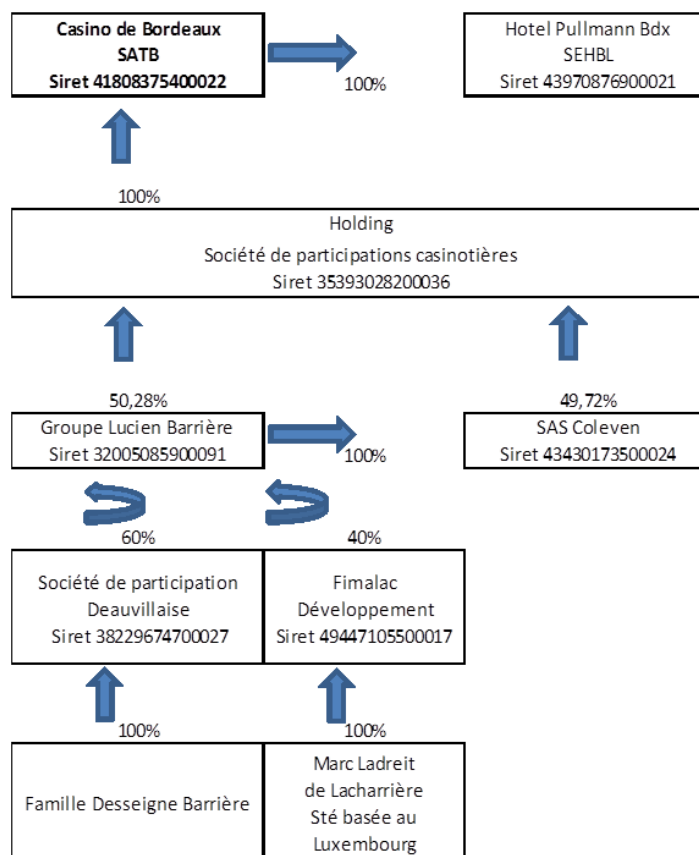 Casino de Bordeaux
SATB
Siret 41808375400022
100%
Hotel Pullmann Bdx
SEHBL
Siret 43970876900021
100%
Holding
Société de participations casinotières
Siret 35393028200036
50,28%
49,72%
Groupe Lucien Barrière
Siret 32005085900091
100%
SAS Coleven
Siret 43430173500024
60%
40%
Société de participation
Deauvillaise
Siret 38229674700027
Fimalac
Développement
Siret 49447105500017
100%
100%
Famille Desseigne Barrière
Marc Ladreit
de Lacharrière
Sté basée au
Luxembourg